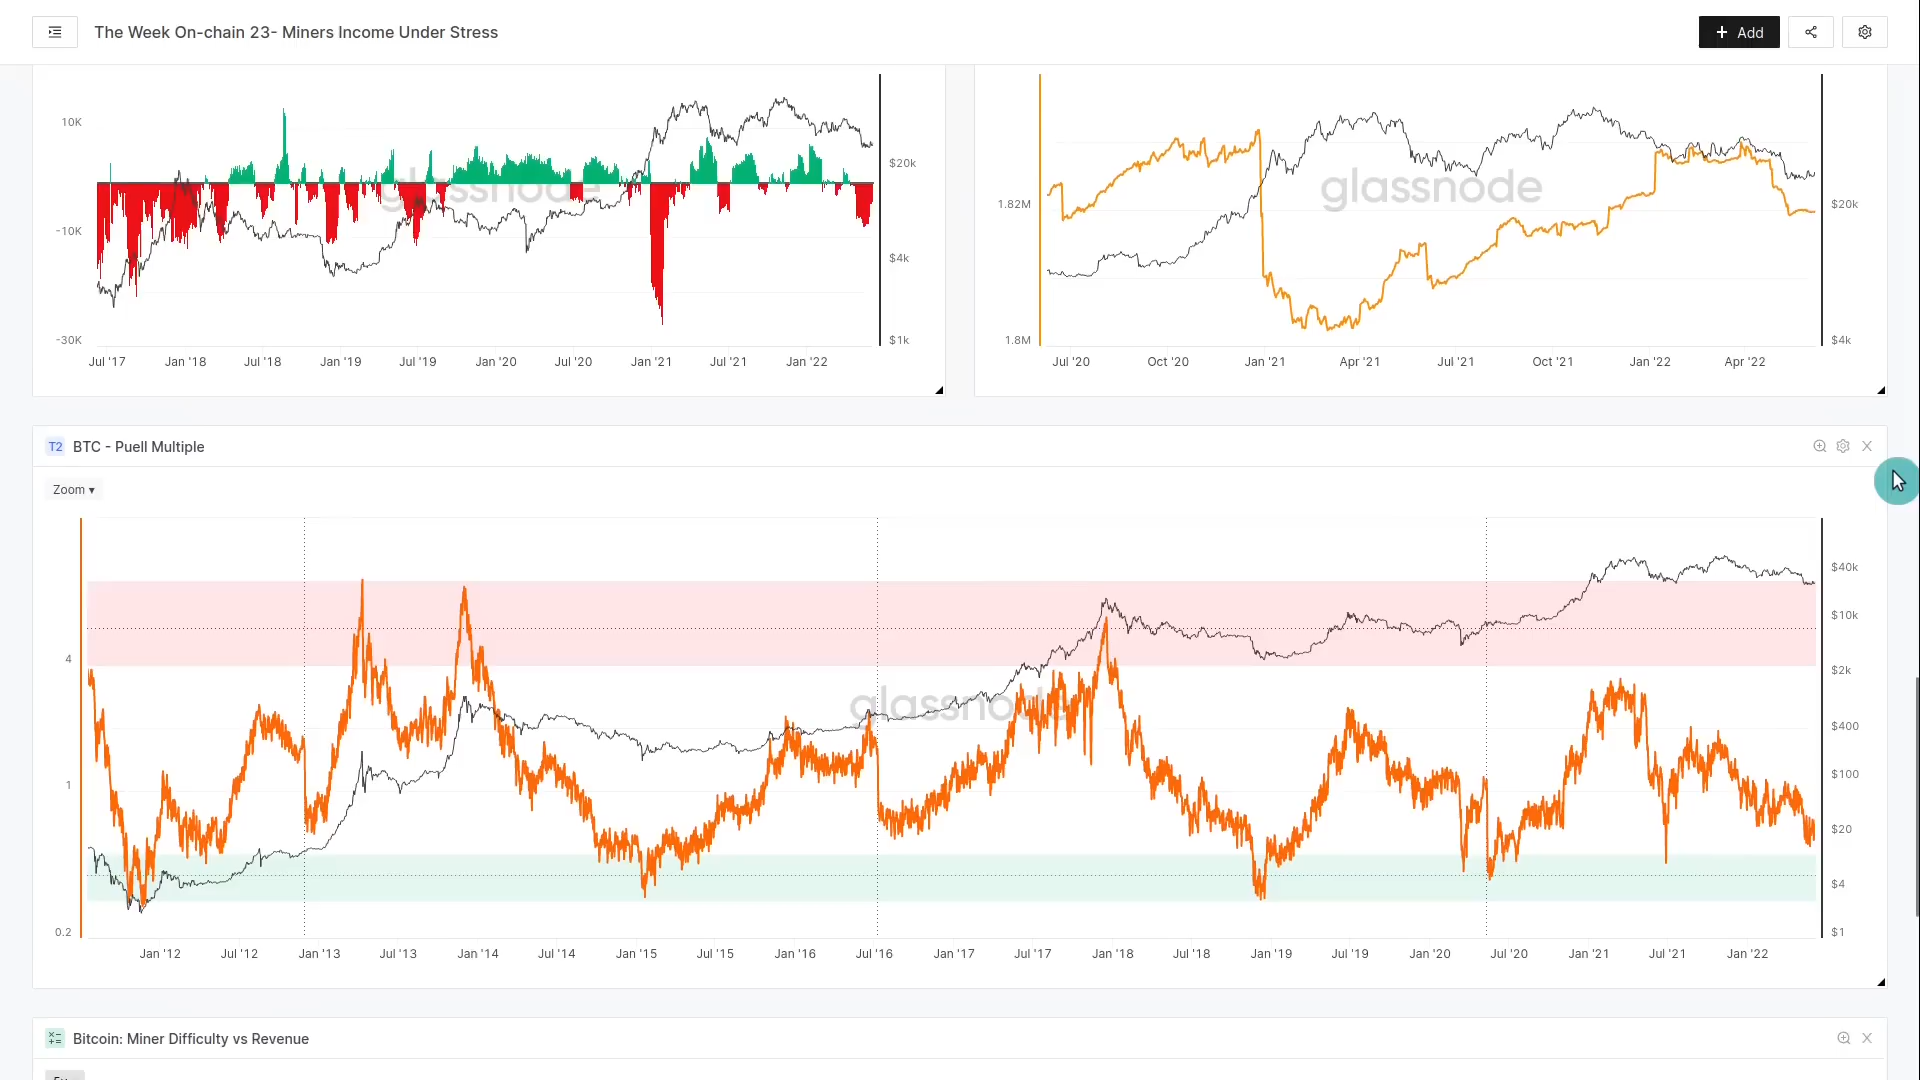 The Week On-chain 23- Miners Income Under Stress
+ Add
10K
-10K
-30K
$20k
$4k
$1k
glassnode
Jul '17 Jan '18 Jul '18 Jan '19 Jul '19 Jan '20 Jul '20 Jan '21 Jul '21 Jan '22
1.82M
1.8M
$20k
$4k
glassnode
Jul '20 Oct '20 Jan '21 Apr '21 Jul '21 Oct '21 Jan '22 Apr '22
T2 BTC - Puell Multiple
Zoom ▾
4
1
0.2
glassnode
$40k
$10k
$2k
$400
$100
$20
$4
$1
Jan '12 Jul '12 Jan '13 Jul '13 Jan '14 Jul '14 Jan '15 Jul '15 Jan '16 Jul '16 Jan '17 Jul '17 Jan '18 Jul '18 Jan '19 Jul '19 Jan '20 Jul '20 Jan '21 Jul '21 Jan '22
Bitcoin: Miner Difficulty vs Revenue